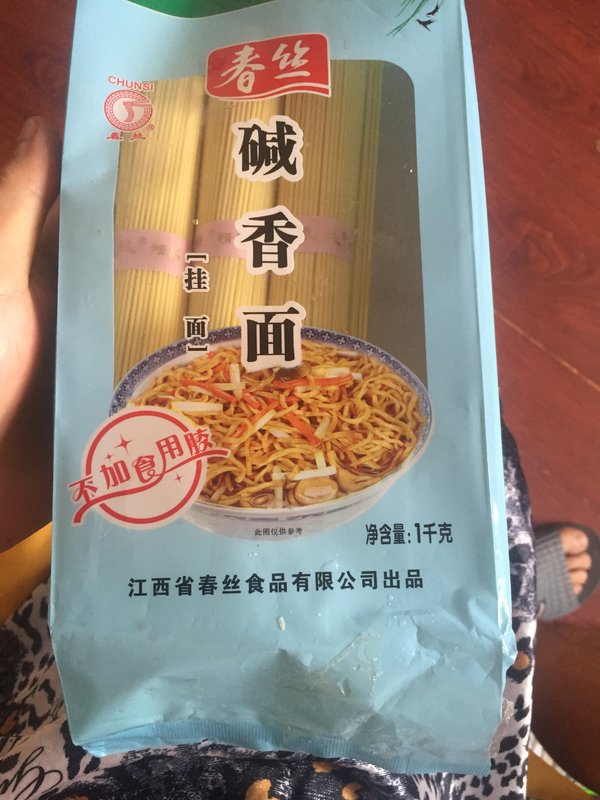 春丝
CHUNSI
®
春丝
碱香面
【挂面】
不加食用胶
此图仅供参考
净含量:1千克
江西省春丝食品有限公司出品